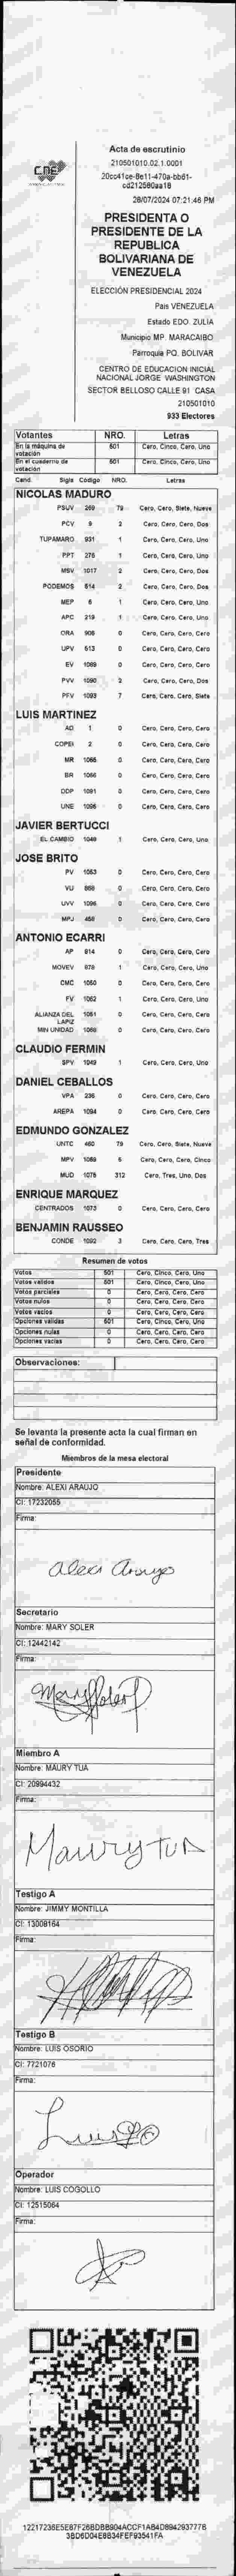 CNE
Acta de escrutinio
210501010.02.1.0001
20cc41ce-8e11-470a-bb61-
cd212580aa18
28/07/2024 07:21:46 PM
PRESIDENTA O
PRESIDENTE DE LA
REPUBLICA
BOLIVARIANA DE
VENEZUELA
ELECCIÓN PRESIDENCIAL 2024
Pais VENEZUELA
Estado EDO. ZULIA
Municipio MP. MARACAIBO
Parroquia PQ. BOLIVAR
CENTRO DE EDUCACION INICIAL
NACIONAL JORGE WASHINGTON
SECTOR BELLOSO CALLE 91 CASA
210501010
933 Electores
Votantes NRO. Letras
En la máquina de votación 501 Cero, Cinco, Cero, Uno
En el cuaderno de votación 501 Cero, Cinco, Cero, Uno
Cand. Sigla Código NRO. Letras
NICOLAS MADURO
PSUV 269 79 Cero, Cero, Siete, Nueve
PCV 9 2 Cero, Cero, Cero, Dos
TUPAMARO 931 1 Cero, Cero, Cero, Uno
PPT 276 1 Cero, Cero, Cero, Uno
MSV 1017 2 Cero, Cero, Cero, Dos
PODEMOS 514 2 Cero, Cero, Cero, Dos
MEP 6 1 Cero, Cero, Cero, Uno
APC 219 1 Cero, Cero, Cero, Uno
ORA 908 0 Cero, Cero, Cero, Cero
UPV 513 0 Cero, Cero, Cero, Cero
EV 1089 0 Cero, Cero, Cero, Cero
PVV 1090 2 Cero, Cero, Cero, Dos
PFV 1093 7 Cero, Cero, Cero, Siete
LUIS MARTINEZ
AD 1 0 Cero, Cero, Cero, Cero
COPEI 2 0 Cero, Cero, Cero, Cero
MR 1065 0 Cero, Cero, Cero, Cero
BR 1056 0 Cero, Cero, Cero, Cero
DDP 1091 0 Cero, Cero, Cero, Cero
UNE 1095 0 Cero, Cero, Cero, Cero
JAVIER BERTUCCI
EL CAMBIO 1049 1 Cero, Cero, Cero, Uno
JOSE BRITO
PV 1053 0 Cero, Cero, Cero, Cero
VU 868 0 Cero, Cero, Cero, Cero
UVV 1096 0 Cero, Cero, Cero, Cero
MPJ 458 0 Cero, Cero, Cero, Cero
ANTONIO ECARRI
AP 814 0 Cero, Cero, Cero, Cero
MOVEV 878 1 Cero, Cero, Cero, Uno
CMC 1050 0 Cero, Cero, Cero, Cero
FV 1052 1 Cero, Cero, Cero, Uno
ALIANZA DEL LAPIZ 1051 0 Cero, Cero, Cero, Cero
MIN UNIDAD 1068 0 Cero, Cero, Cero, Cero
CLAUDIO FERMIN
SPV 1049 1 Cero, Cero, Cero, Uno
DANIEL CEBALLOS
VPA 236 0 Cero, Cero, Cero, Cero
AREPA 1094 0 Cero, Cero, Cero, Cero
EDMUNDO GONZALEZ
UNTC 460 79 Cero, Cero, Siete, Nueve
MPV 1059 5 Cero, Cero, Cero, Cinco
MUD 1075 312 Cero, Tres, Uno, Dos
ENRIQUE MARQUEZ
CENTRADOS 1073 0 Cero, Cero, Cero, Cero
BENJAMIN RAUSSEO
CONDE 1092 3 Cero, Cero, Cero, Tres
Resumen de votos
Votos 501 Cero, Cinco, Cero, Uno
Votos validos 501 Cero, Cinco, Cero, Uno
Votos parciales 0 Cero, Cero, Cero, Cero
Votos nulos 0 Cero, Cero, Cero, Cero
Votos vacios 0 Cero, Cero, Cero, Cero
Opciones validas 501 Cero, Cinco, Cero, Uno
Opciones nulas 0 Cero, Cero, Cero, Cero
Opciones vacias 0 Cero, Cero, Cero, Cero
Observaciones:
Se levanta la presente acta la cual firman en
señal de conformidad.
Miembros de la mesa electoral
Presidente
Nombre: ALEXI ARAUJO
CI: 17232055
Firma:
Alexi Araujo
Secretario
Nombre: MARY SOLER
CI: 12442142
Firma:
Mary Soler
Miembro A
Nombre: MAURY TUA
CI: 20994432
Firma:
Maury TUA
Testigo A
Nombre: JIMMY MONTILLA
CI: 13008164
Firma:
Testigo B
Nombre: LUIS OSORIO
CI: 7721076
Firma:
Operador
Nombre: LUIS COGOLLO
CI: 12515064
Firma: